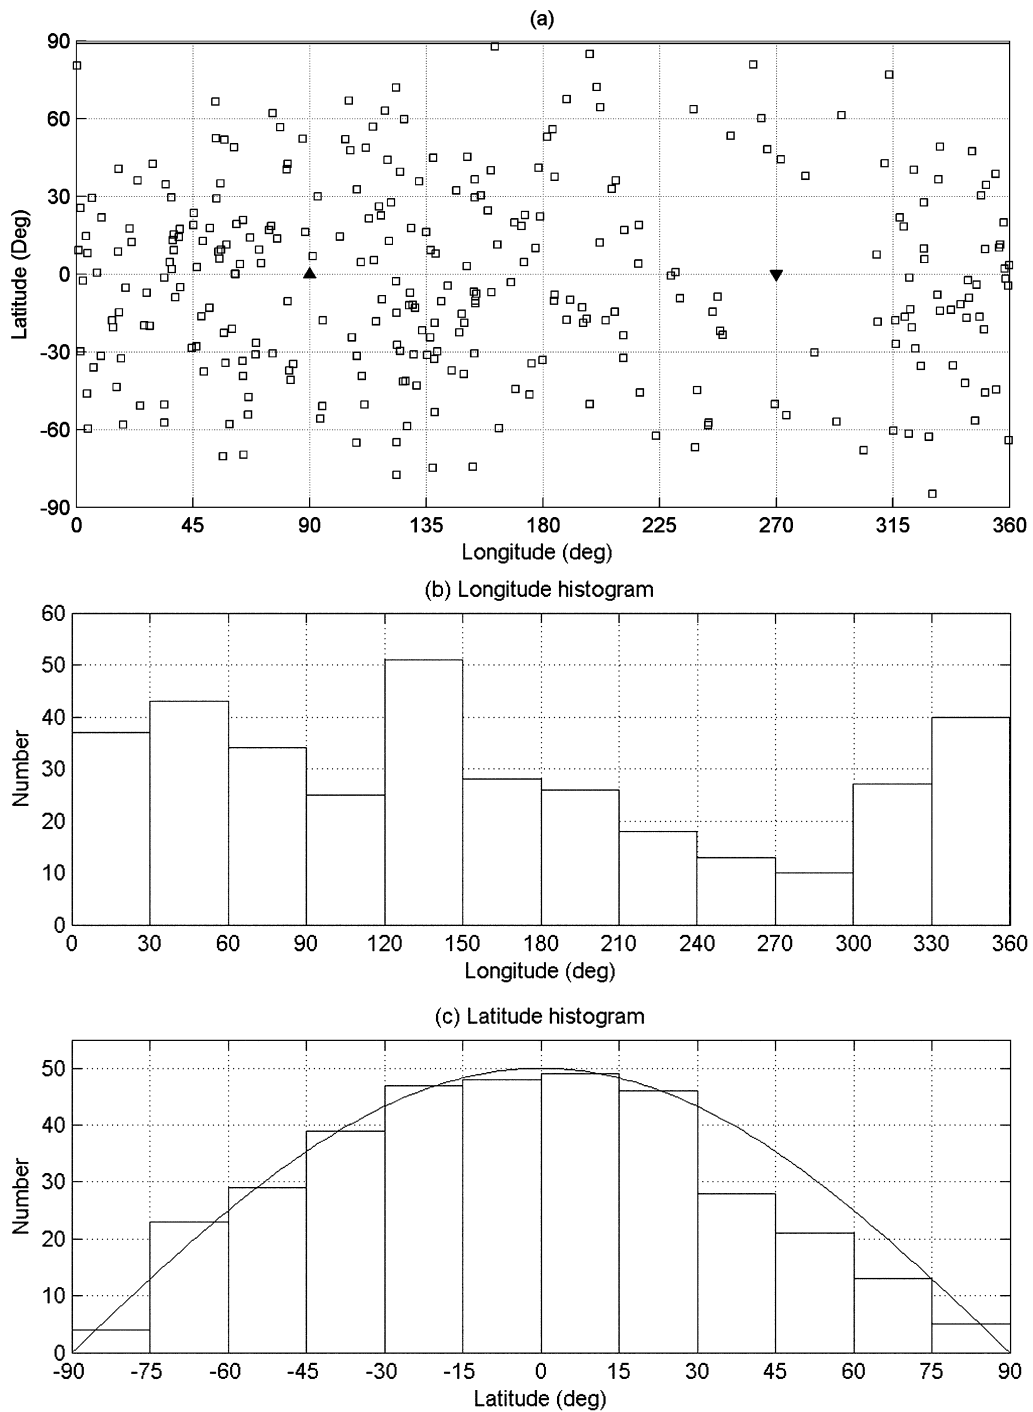 (a)
90
60
30
0
-30
-60
-90
Latitude (Deg)
0 45 90 135 180 225 270 315 360
Longitude (deg)
(b) Longitude histogram
60
50
40
30
20
10
0
Number
0 30 60 90 120 150 180 210 240 270 300 330 360
Longitude (deg)
(c) Latitude histogram
50
40
30
20
10
0
Number
-90 -75 -60 -45 -30 -15 0 15 30 45 60 75 90
Latitude (deg)